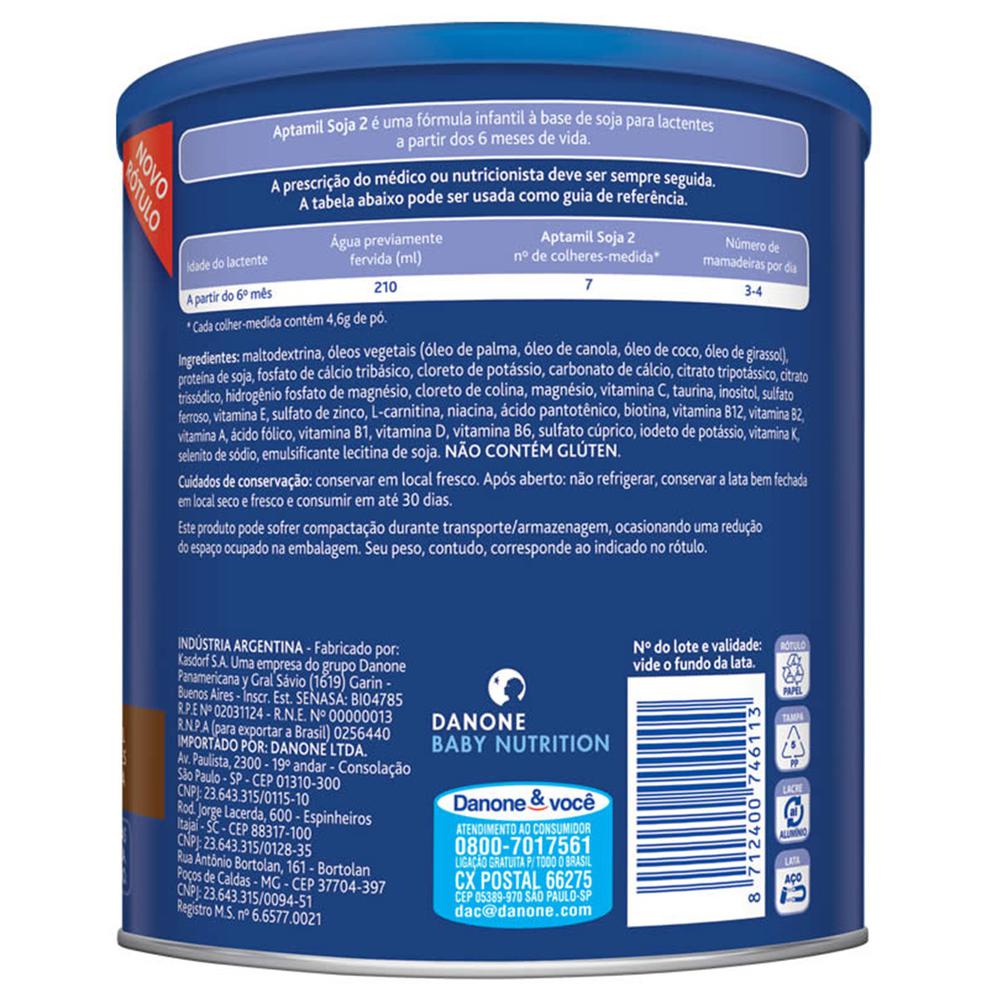 NOVO
RÓTULO
Aptamil Soja 2 é uma fórmula infantil à base de soja para lactentes
a partir dos 6 meses de vida.
A prescrição do médico ou nutricionista deve ser sempre seguida.
A tabela abaixo pode ser usada como guia de referência.
Idade do lactente
Água previamente
fervida (ml)
Aptamil Soja 2
nº de colheres-medida*
Número de
mamadeiras por dia
A partir do 6º mês
210
7
3-4
* Cada colher-medida contém 4,6g de pó.
Ingredientes: maltodextrina, óleos vegetais (óleo de palma, óleo de canola, óleo de coco, óleo de girassol),
proteína de soja, fosfato de cálcio tribásico, cloreto de potássio, carbonato de cálcio, citrato tripotássico, citrato
trissódico, hidrogênio fosfato de magnésio, cloreto de colina, magnésio, vitamina C, taurina, inositol, sulfato
ferroso, vitamina E, sulfato de zinco, L-carnitina, niacina, ácido pantotênico, biotina, vitamina B12, vitamina B2,
vitamina A, ácido fólico, vitamina B1, vitamina D, vitamina B6, sulfato cúprico, iodeto de potássio, vitamina K,
selenito de sódio, emulsificante lecitina de soja. NÃO CONTÉM GLÚTEN.
Cuidados de conservação: conservar em local fresco. Após aberto: não refrigerar, conservar a lata bem fechada
em local seco e fresco e consumir em até 30 dias.
Este produto pode sofrer compactação durante transporte/armazenagem, ocasionando uma redução
do espaço ocupado na embalagem. Seu peso, contudo, corresponde ao indicado no rótulo.
INDÚSTRIA ARGENTINA - Fabricado por:
Kasdorf S.A. Uma empresa do grupo Danone
Panamericana y Gral Sávio (1619) Garin -
Buenos Aires - Inscr. Est. SENASA: BI04785
R.P.E Nº 02031124 - R.N.E. Nº 00000013
R.N.P.A (para exportar a Brasil) 0256440
IMPORTADO POR: DANONE LTDA.
Av. Paulista, 2300 - 19º andar - Consolação
São Paulo - SP - CEP 01310-300
CNPJ: 23.643.315/0115-10
Rod. Jorge Lacerda, 600 - Espinheiros
Itajaí - SC - CEP 88317-100
CNPJ: 23.643.315/0128-35
Rua Antônio Bortolan, 161 - Bortolan
Poços de Caldas - MG - CEP 37704-397
CNPJ: 23.643.315/0094-51
Registro M.S. nº 6.6577.0021
DANONE
BABY NUTRITION
Danone & você
ATENDIMENTO AO CONSUMIDOR
0800-7017561
LIGAÇÃO GRATUITA P/ TODO O BRASIL
CX POSTAL 66275
CEP 05389-970 SÃO PAULO-SP
dac@danone.com
Nº do lote e validade:
vide o fundo da lata.
8 712400 746113
RÓTULO
PAPEL
TAMPA
5
PP
LACRE
al
ALUMÍNIO
LATA
AÇO